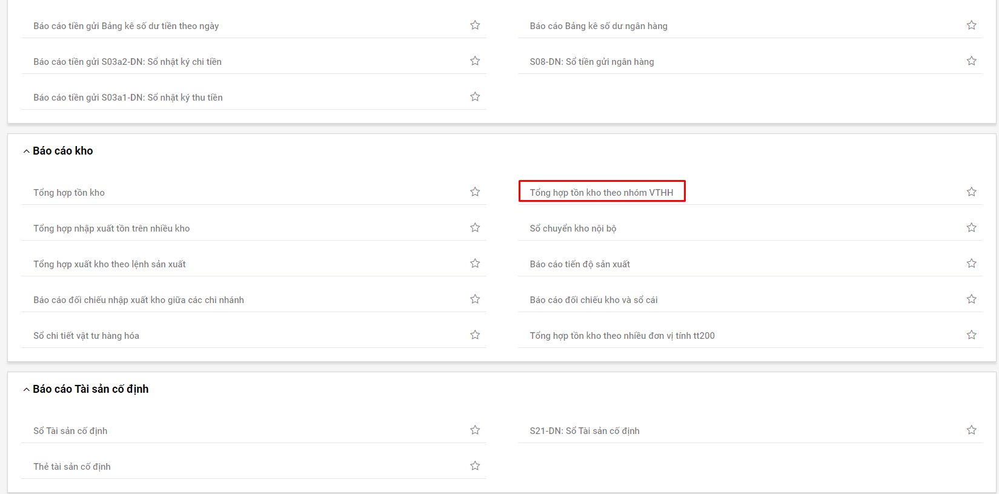 Báo cáo tiền gửi Bảng kê số dư tiền theo ngày
Báo cáo Bảng kê số dư ngân hàng
Báo cáo tiền gửi S03a2-DN: Sổ nhật ký chi tiền
S08-DN: Sổ tiền gửi ngân hàng
Báo cáo tiền gửi S03a1-DN: Sổ nhật ký thu tiền
Báo cáo kho
Tổng hợp tồn kho
Tổng hợp tồn kho theo nhóm VTHH
Tổng hợp nhập xuất tồn trên nhiều kho
Sổ chuyển kho nội bộ
Tổng hợp xuất kho theo lệnh sản xuất
Báo cáo tiến độ sản xuất
Báo cáo đối chiếu nhập xuất kho giữa các chi nhánh
Báo cáo đối chiếu kho và sổ cái
Sổ chi tiết vật tư hàng hóa
Tổng hợp tồn kho theo nhiều đơn vị tính tt200
Báo cáo Tài sản cố định
Sổ Tài sản cố định
S21-DN: Sổ Tài sản cố định
Thẻ tài sản cố định